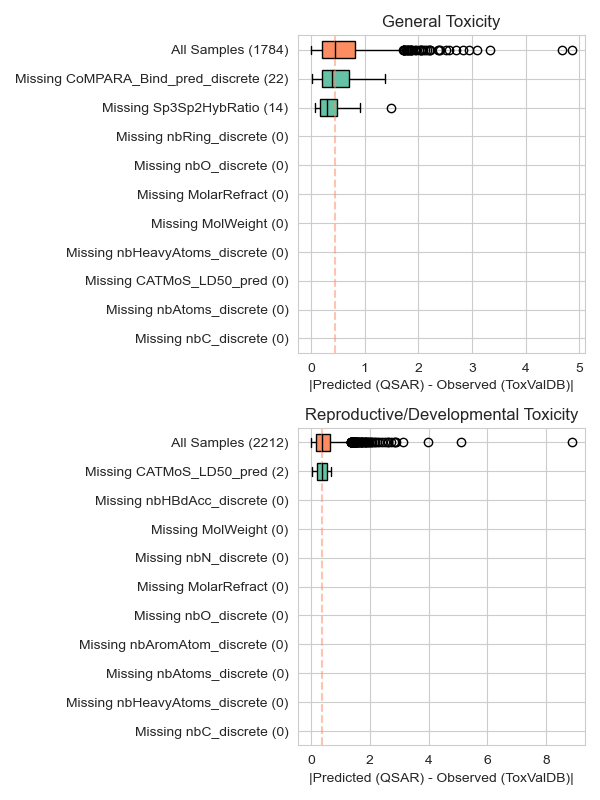 General Toxicity
All Samples (1784)
Missing CoMPARA_Bind_pred_discrete (22)
Missing Sp3Sp2HybRatio (14)
Missing nbRing_discrete (0)
Missing nbO_discrete (0)
Missing MolarRefract (0)
Missing MolWeight (0)
Missing nbHeavyAtoms_discrete (0)
Missing CATMoS_LD50_pred (0)
Missing nbAtoms_discrete (0)
Missing nbC_discrete (0)
0 1 2 3 4 5
|Predicted (QSAR) - Observed (ToxValDB)|
Reproductive/Developmental Toxicity
All Samples (2212)
Missing CATMoS_LD50_pred (2)
Missing nbHBdAcc_discrete (0)
Missing MolWeight (0)
Missing nbN_discrete (0)
Missing MolarRefract (0)
Missing nbO_discrete (0)
Missing nbAromAtom_discrete (0)
Missing nbAtoms_discrete (0)
Missing nbHeavyAtoms_discrete (0)
Missing nbC_discrete (0)
0 2 4 6 8
|Predicted (QSAR) - Observed (ToxValDB)|